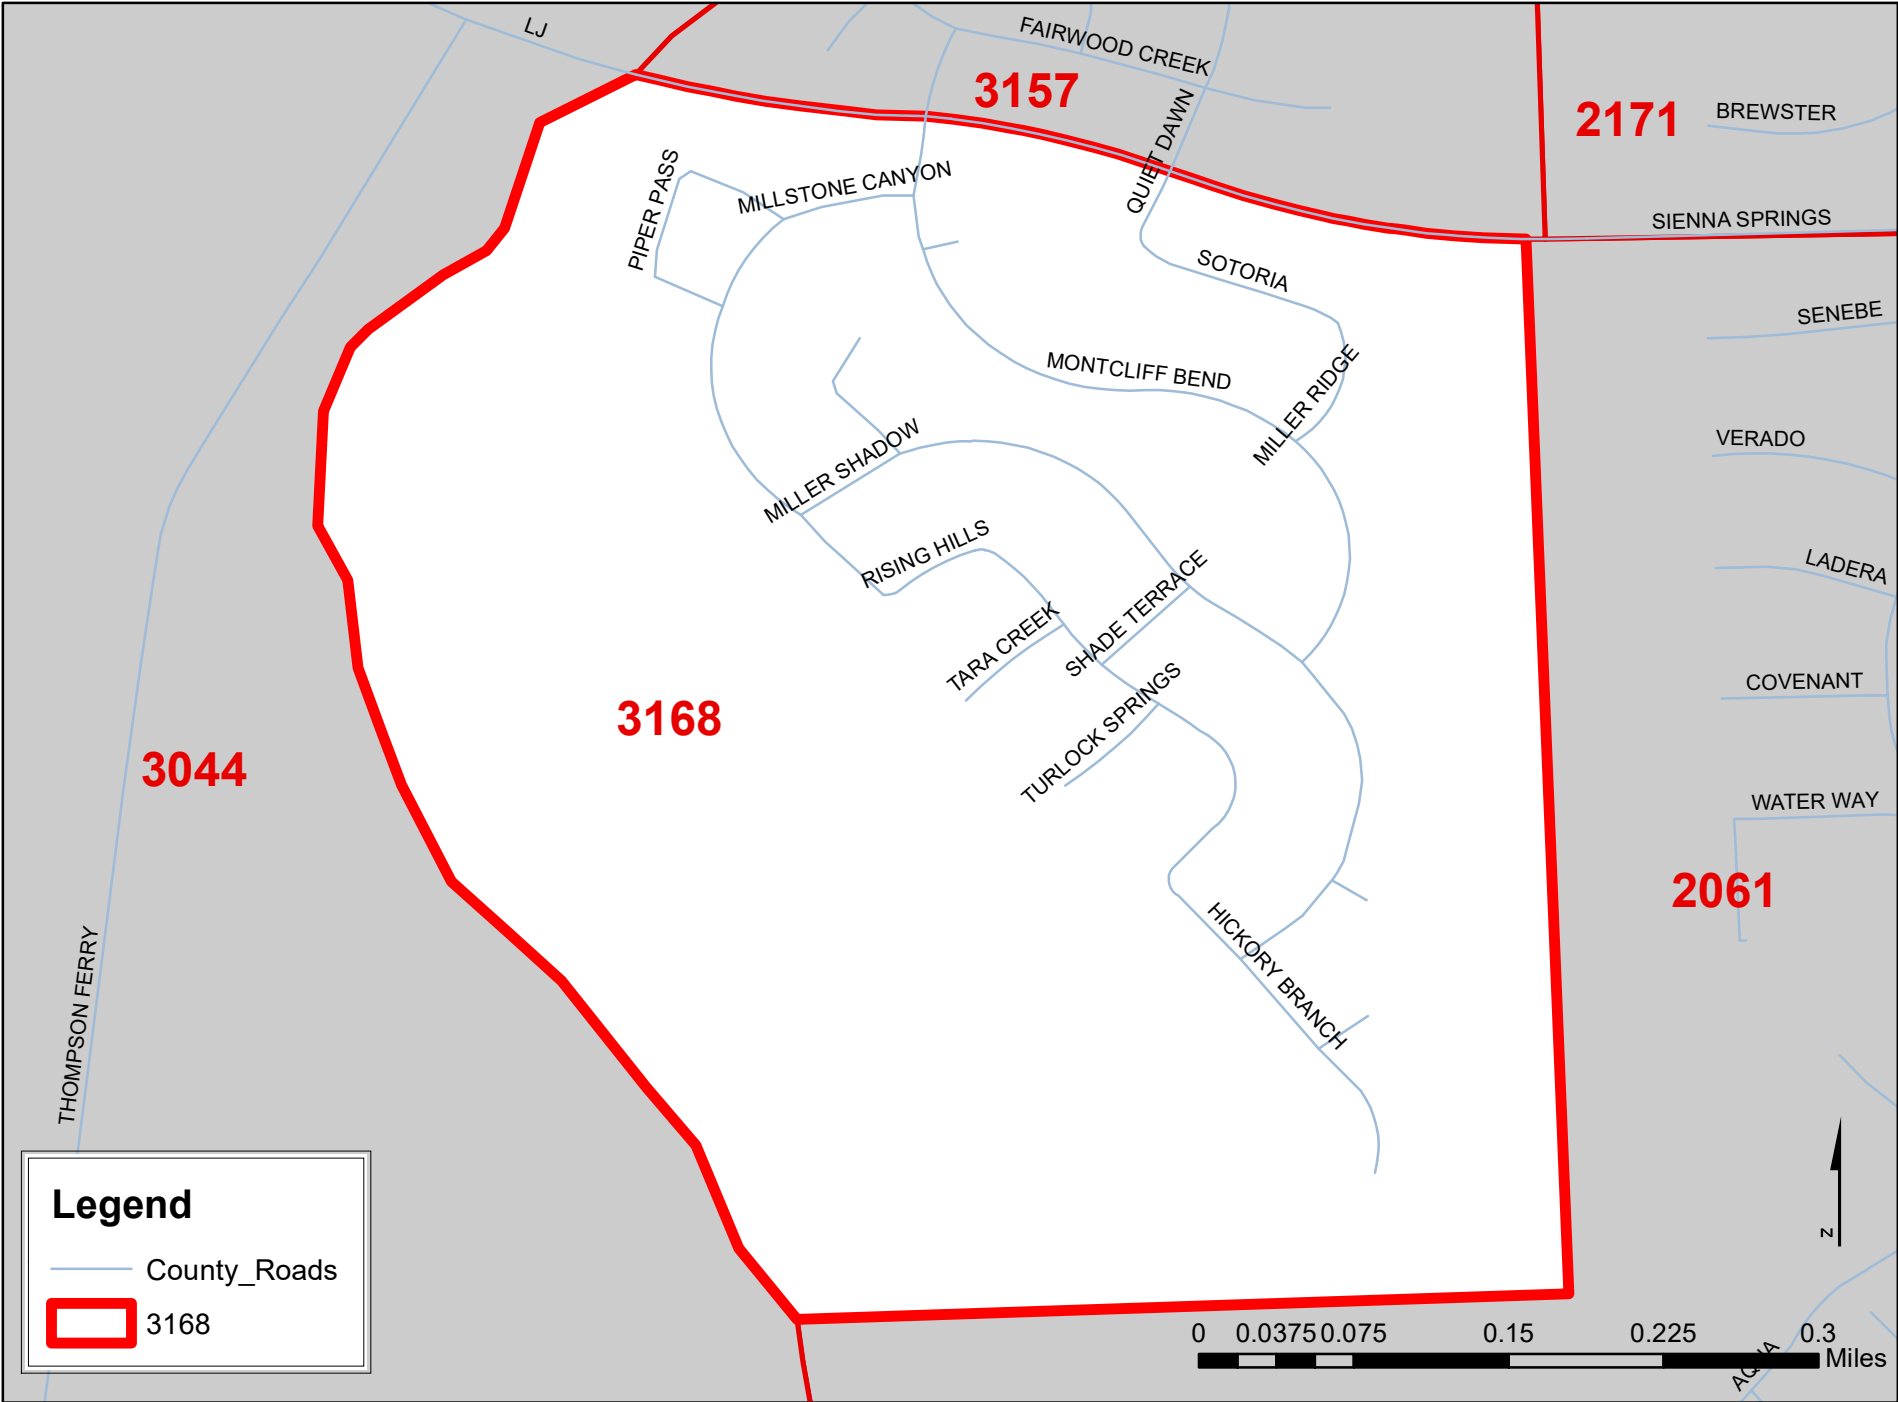 LJ
FAIRWOOD CREEK
3157
2171
BREWSTER
QUIET DAWN
PIPER PASS
MILLSTONE CANYON
SIENNA SPRINGS
SOTORIA
SENEBE
MONTCLIFF BEND
MILLER RIDGE
VERADO
MILLER SHADOW
RISING HILLS
LADERA
SHADE TERRACE
TARA CREEK
COVENANT
TURLOCK SPRINGS
3168
3044
WATER WAY
2061
HICKORY BRANCH
THOMPSON FERRY
Legend
County_Roads
3168
z
0 0.0375 0.075 0.15 0.225 0.3
Miles
AQUA